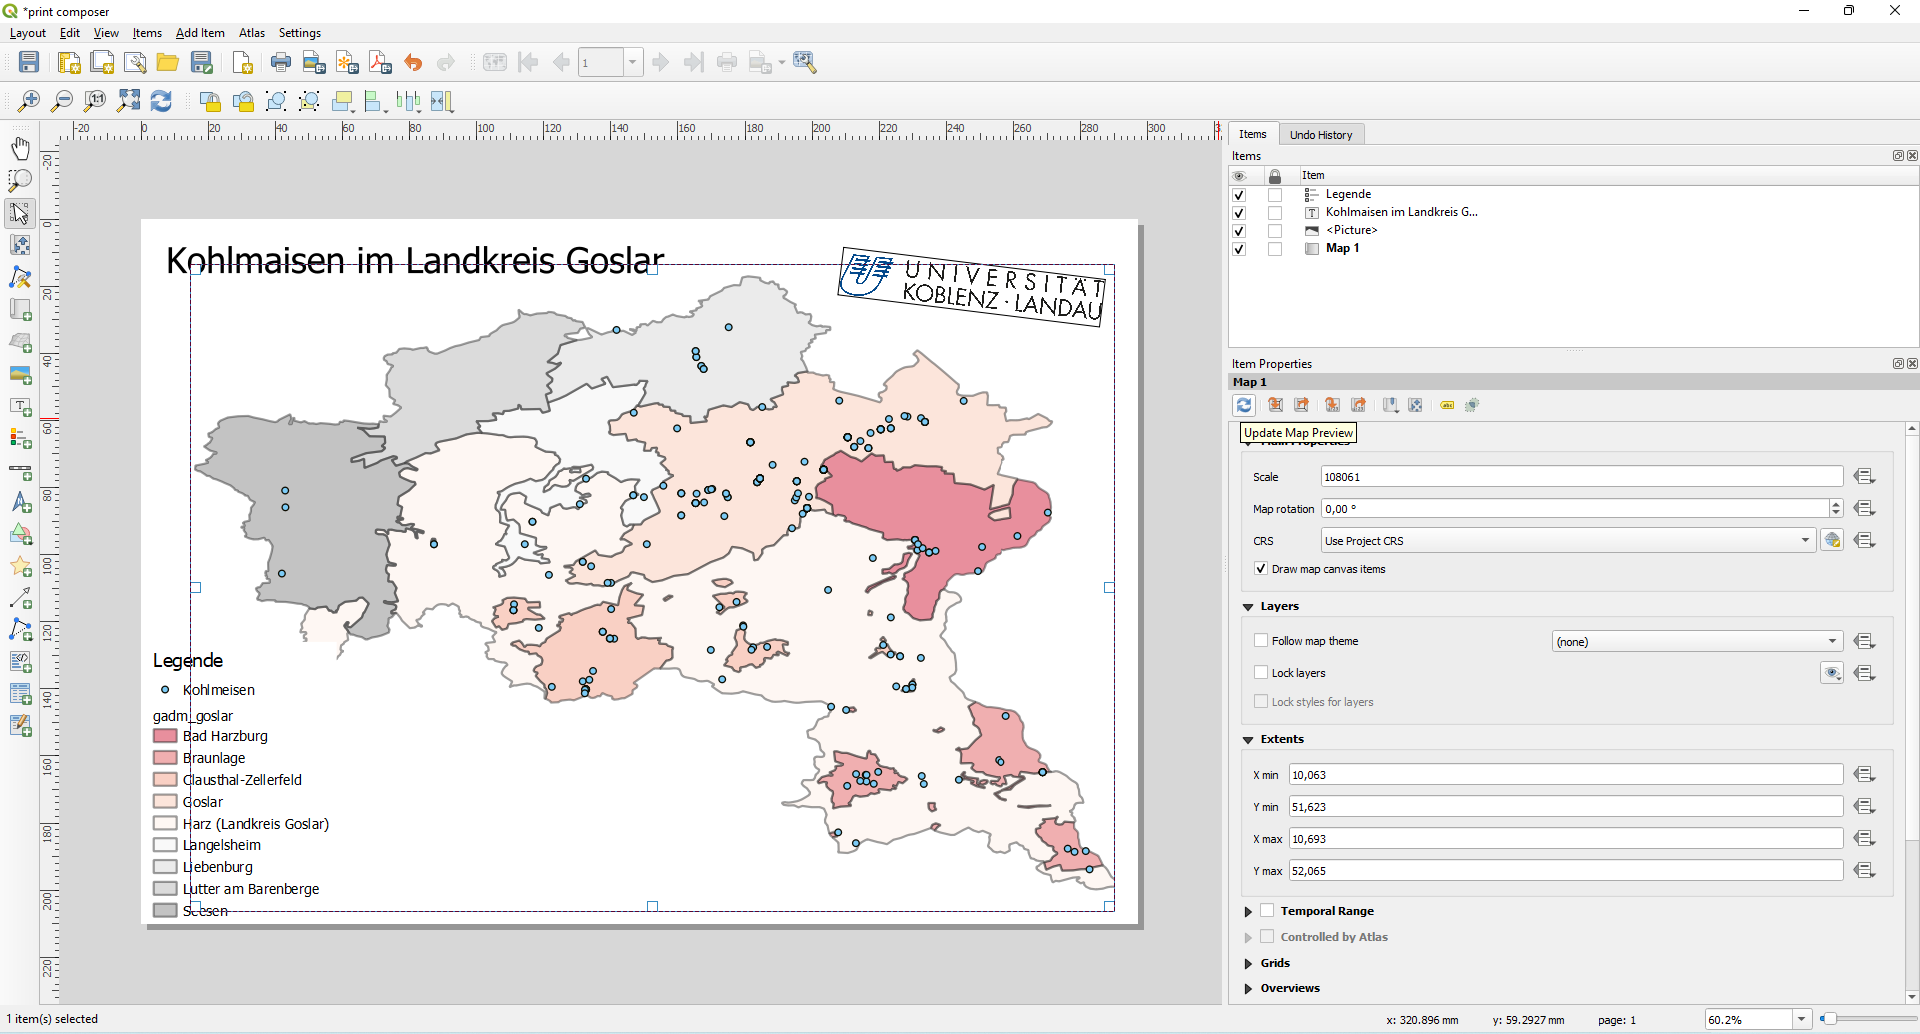 *print composer
Layout Edit View Items Add Item Atlas Settings
1
-20 0 20 40 60 80 100 120 140 160 180 200 220 240 260 280 300
-20 0 20 40 60 80 100 120 140 160 180 200 220
Kohlmaisen im Landkreis Goslar
UNIVERSITÄT
KOBLENZ · LANDAU
Legende
Kohlmeisen
gadm_goslar
Bad Harzburg
Braunlage
Clausthal-Zellerfeld
Goslar
Harz (Landkreis Goslar)
Langelsheim
Liebenburg
Lutter am Barenberge
Seesen
Items Undo History
Items
Item
Legende
Kohlmaisen im Landkreis G...
<Picture>
Map 1
Item Properties
Map 1
Update Map Preview
Scale 108061
Map rotation 0,00 °
CRS Use Project CRS
Draw map canvas items
Layers
Follow map theme (none)
Lock layers
Lock styles for layers
Extents
X min 10,063
Y min 51,623
X max 10,693
Y max 52,065
Temporal Range
Controlled by Atlas
Grids
Overviews
1 item(s) selected
x: 320.896 mm y: 59.2927 mm page: 1 60.2%